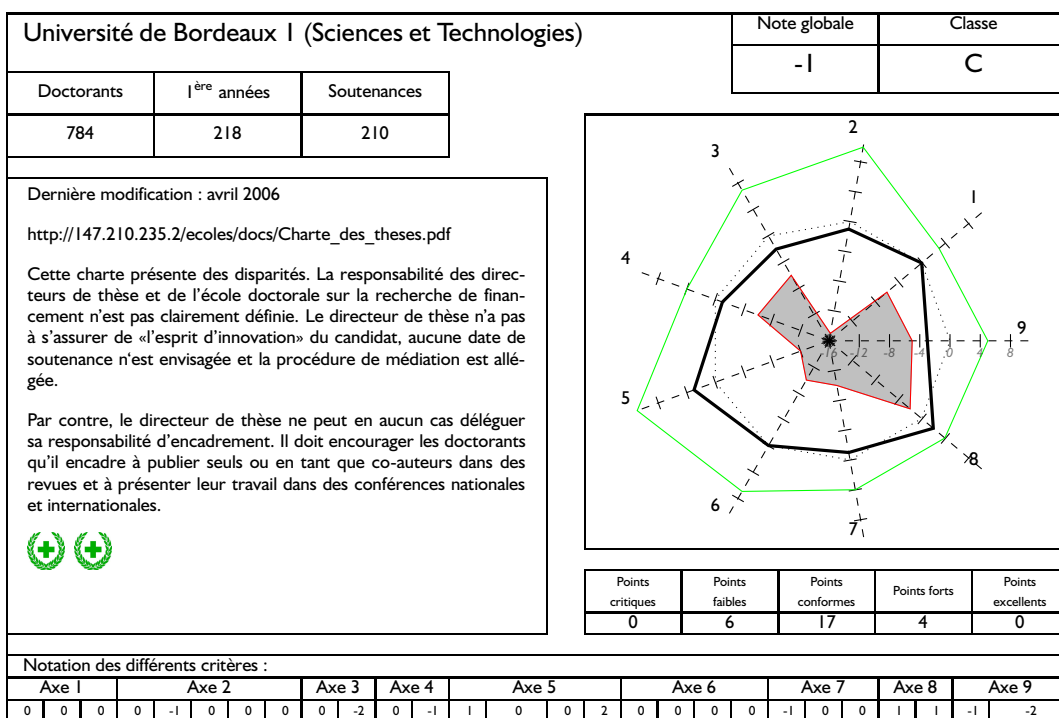 Université de Bordeaux 1 (Sciences et Technologies)
Note globale Classe
-1 C
Doctorants 1ère années Soutenances
784 218 210
Dernière modification : avril 2006
http://147.210.235.2/ecoles/docs/Charte_des_theses.pdf
Cette charte présente des disparités. La responsabilité des direc-
teurs de thèse et de l'école doctorale sur la recherche de finan-
cement n'est pas clairement définie. Le directeur de thèse n'a pas
à s'assurer de «l'esprit d'innovation» du candidat, aucune date de
soutenance n'est envisagée et la procédure de médiation est allé-
gée.
Par contre, le directeur de thèse ne peut en aucun cas déléguer
sa responsabilité d'encadrement. Il doit encourager les doctorants
qu'il encadre à publier seuls ou en tant que co-auteurs dans des
revues et à présenter leur travail dans des conférences nationales
et internationales.
2
3
1
4
9
-16 -12 -8 -4 0 4 8
5
8
6
7
Points critiques Points faibles Points conformes Points forts Points excellents
0 6 17 4 0
Notation des différents critères :
Axe 1 Axe 2 Axe 3 Axe 4 Axe 5 Axe 6 Axe 7 Axe 8 Axe 9
0 0 0 0 -1 0 0 0 0 -2 0 -1 1 0 0 2 0 0 0 0 -1 0 0 1 1 -1 -2